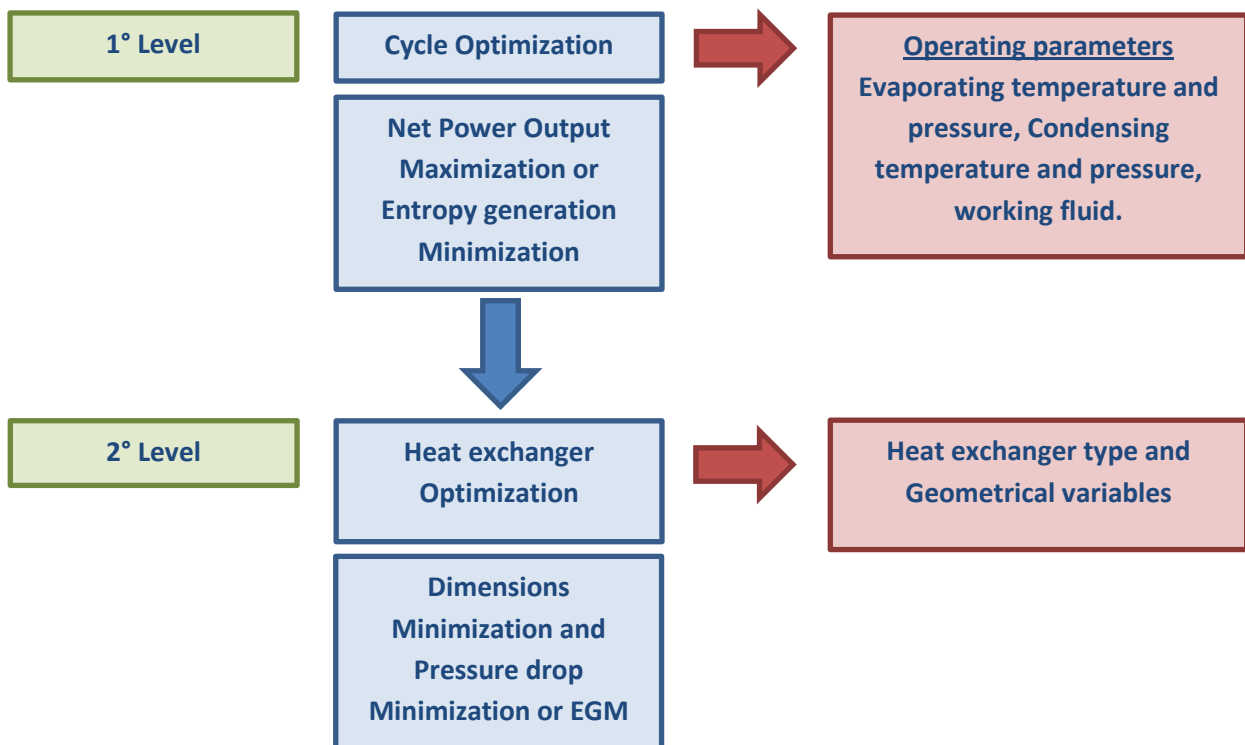 1° Level
Cycle Optimization
Operating parameters
Evaporating temperature and
pressure, Condensing
temperature and pressure,
working fluid.
Net Power Output
Maximization or
Entropy generation
Minimization
2° Level
Heat exchanger
Optimization
Heat exchanger type and
Geometrical variables
Dimensions
Minimization and
Pressure drop
Minimization or EGM